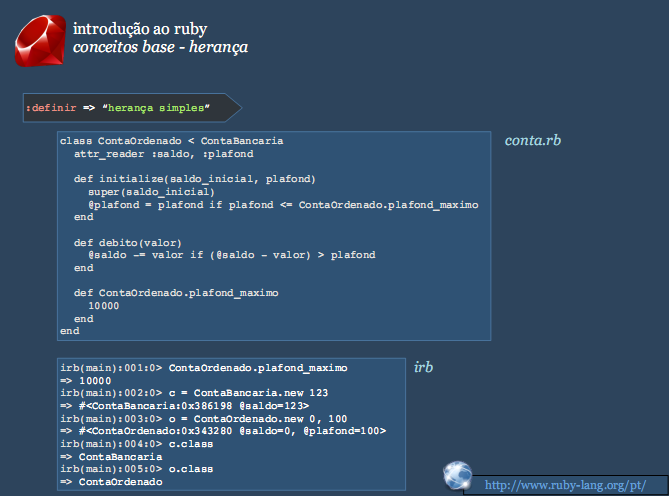 introdução ao ruby
conceitos base - herança
:definir => “herança simples”
class ContaOrdenado < ContaBancaria
  attr_reader :saldo, :plafond
  def initialize(saldo_inicial, plafond)
    super(saldo_inicial)
    @plafond = plafond if plafond <= ContaOrdenado.plafond_maximo
  end
  def debito(valor)
    @saldo -= valor if (@saldo - valor) > plafond
  end
  def ContaOrdenado.plafond_maximo
    10000
  end
end
conta.rb
irb(main):001:0> ContaOrdenado.plafond_maximo
=> 10000
irb(main):002:0> c = ContaBancaria.new 123
=> #<ContaBancaria:0x386198 @saldo=123>
irb(main):003:0> o = ContaOrdenado.new 0, 100
=> #<ContaOrdenado:0x343280 @saldo=0, @plafond=100>
irb(main):004:0> c.class
=> ContaBancaria
irb(main):005:0> o.class
=> ContaOrdenado
irb
http://www.ruby-lang.org/pt/